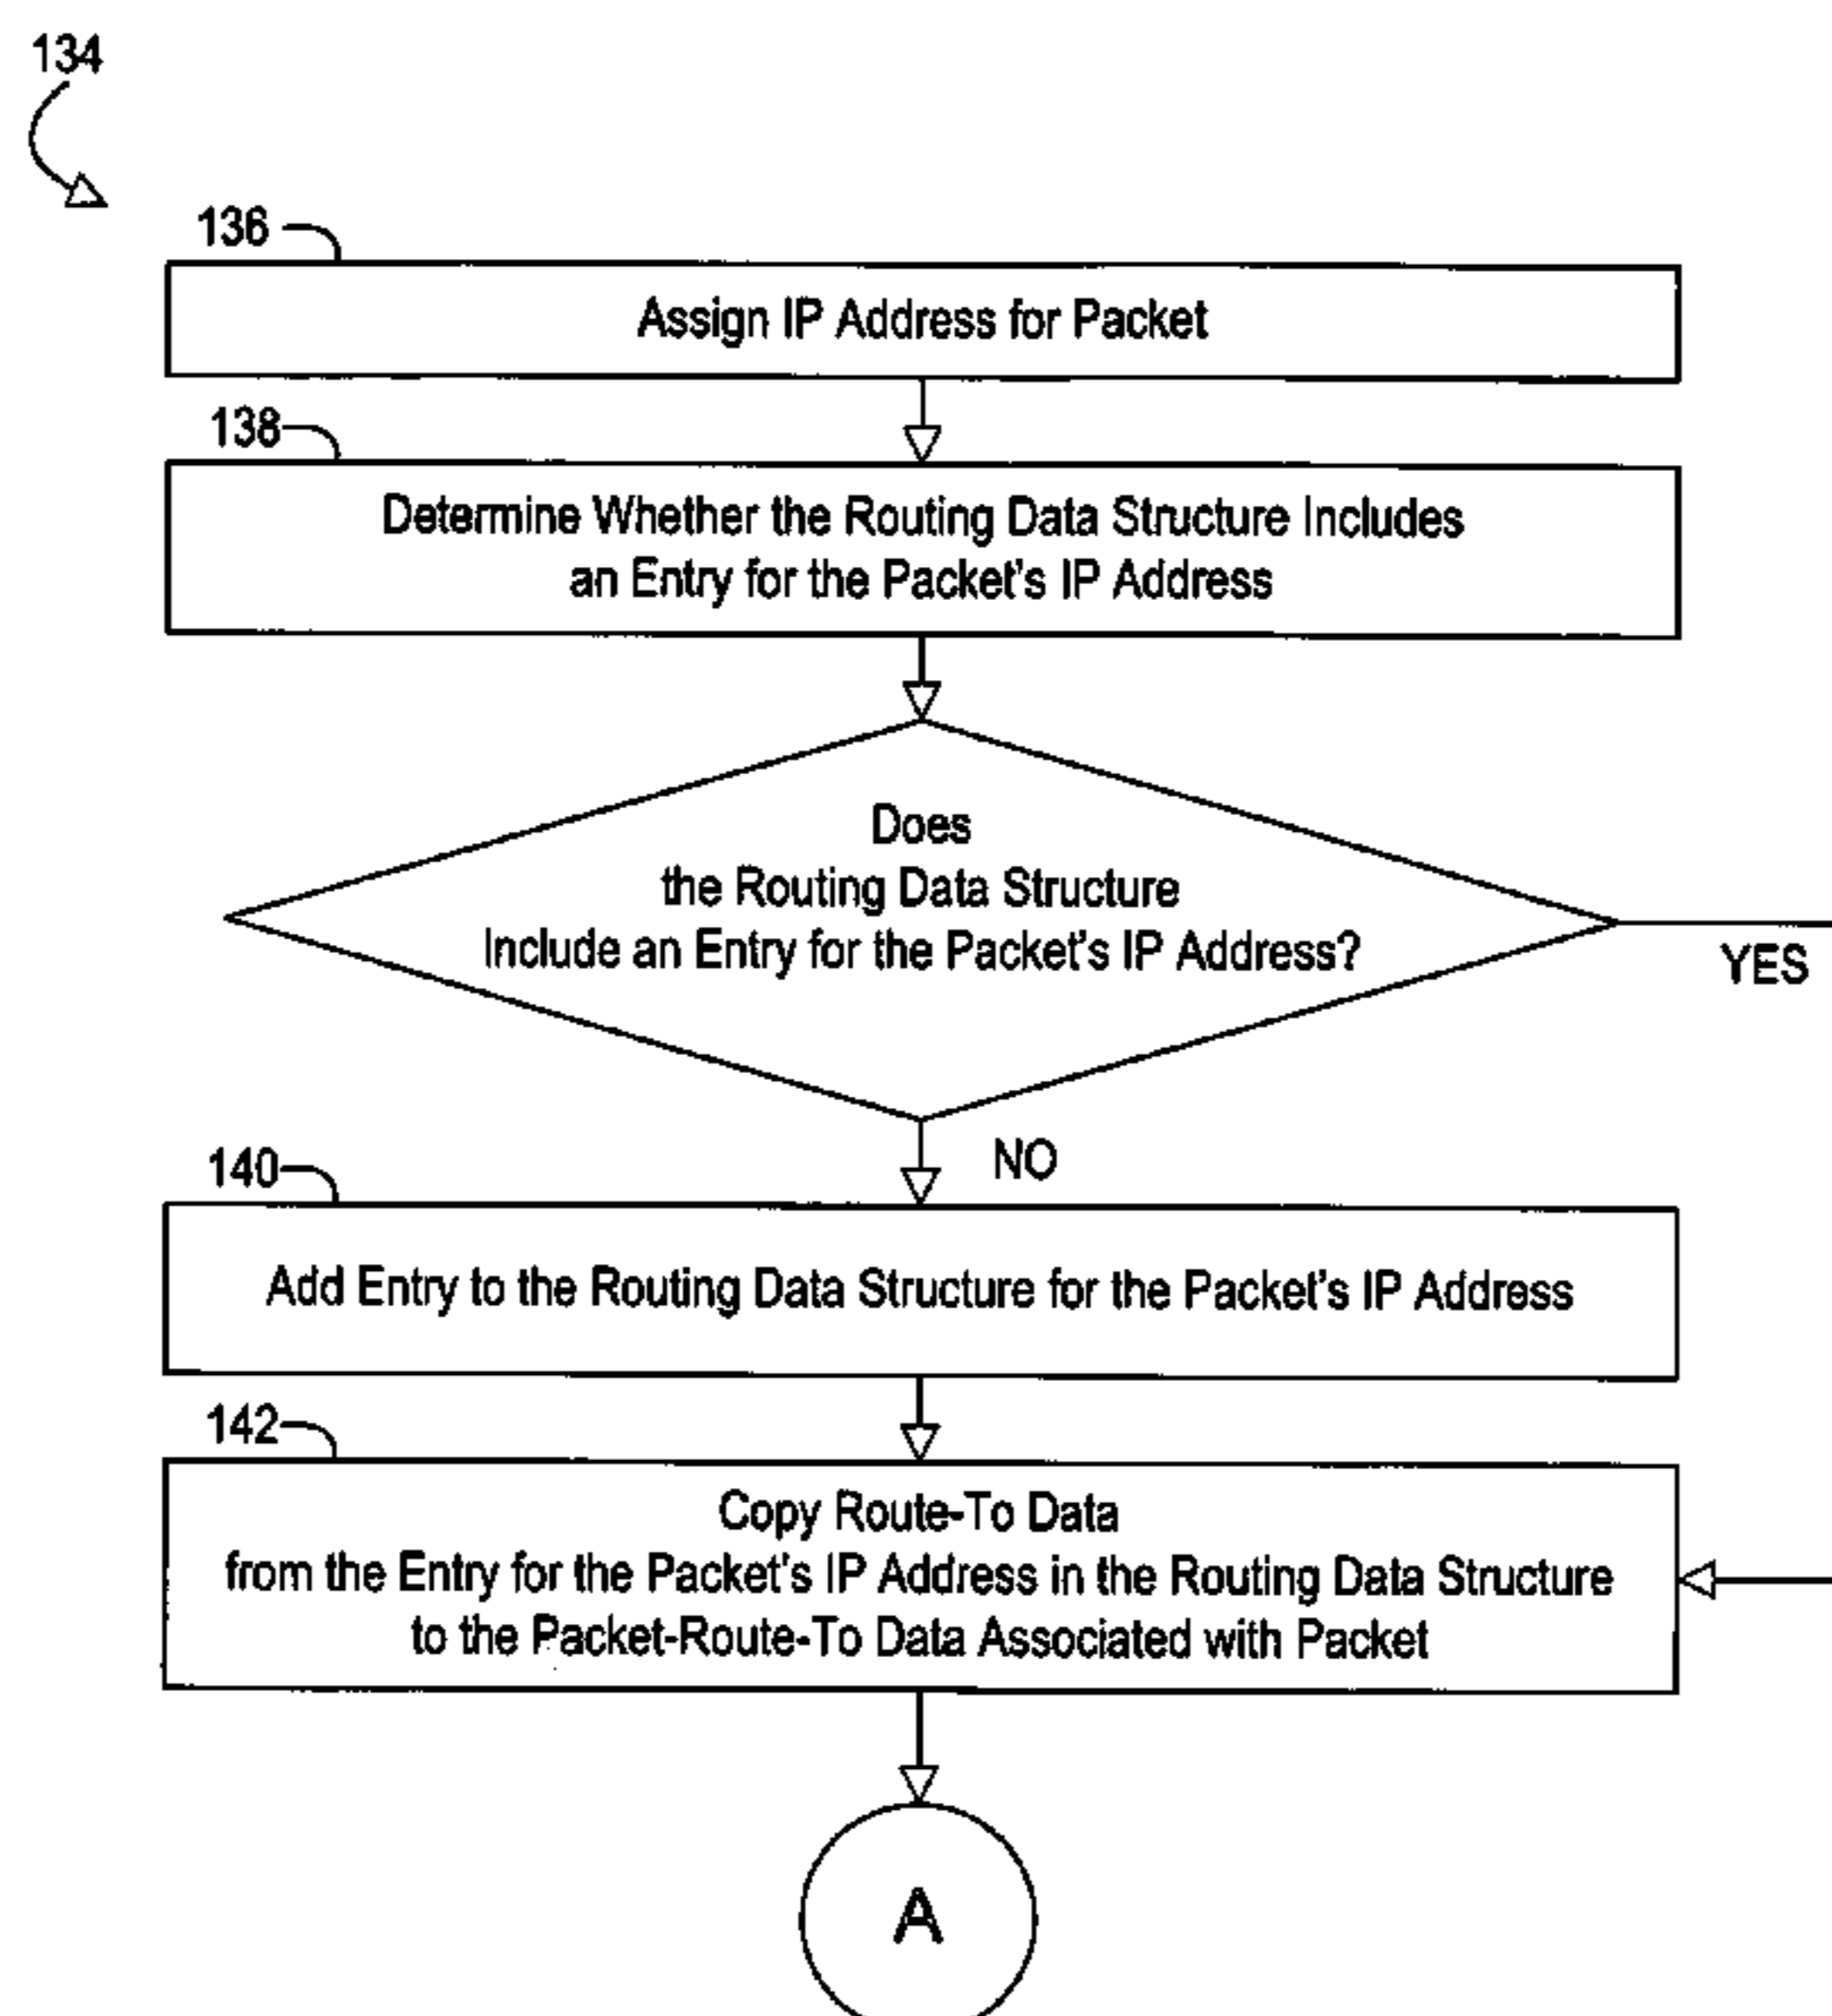 134
136
Assign IP Address for Packet
138
Determine Whether the Routing Data Structure Includes
an Entry for the Packet's IP Address
Does
the Routing Data Structure
Include an Entry for the Packet's IP Address?
YES
NO
140
Add Entry to the Routing Data Structure for the Packet's IP Address
142
Copy Route-To Data
from the Entry for the Packet's IP Address in the Routing Data Structure
to the Packet-Route-To Data Associated with Packet
A